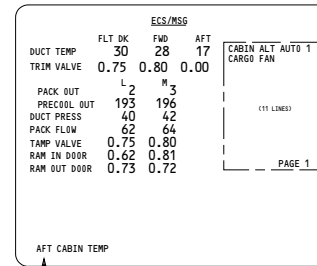 ECS/MSG
FLT DK FWD AFT
DUCT TEMP 30 28 17
TRIM VALVE 0.75 0.80 0.00
CABIN ALT AUTO 1
CARGO FAN
L M
PACK OUT 2 3
PRECOOL OUT 193 196
DUCT PRESS 40 42
PACK FLOW 62 64
TAMP VALVE 0.75 0.80
RAM IN DOOR 0.62 0.81
RAM OUT DOOR 0.73 0.72
(11 LINES)
PAGE 1
AFT CABIN TEMP